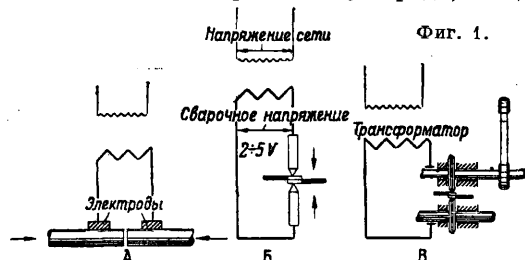 Напряжение сети
Фиг. 1.
Сварочное напряжение
2÷5 V
Трансформатор
Электроды
А
Б
В